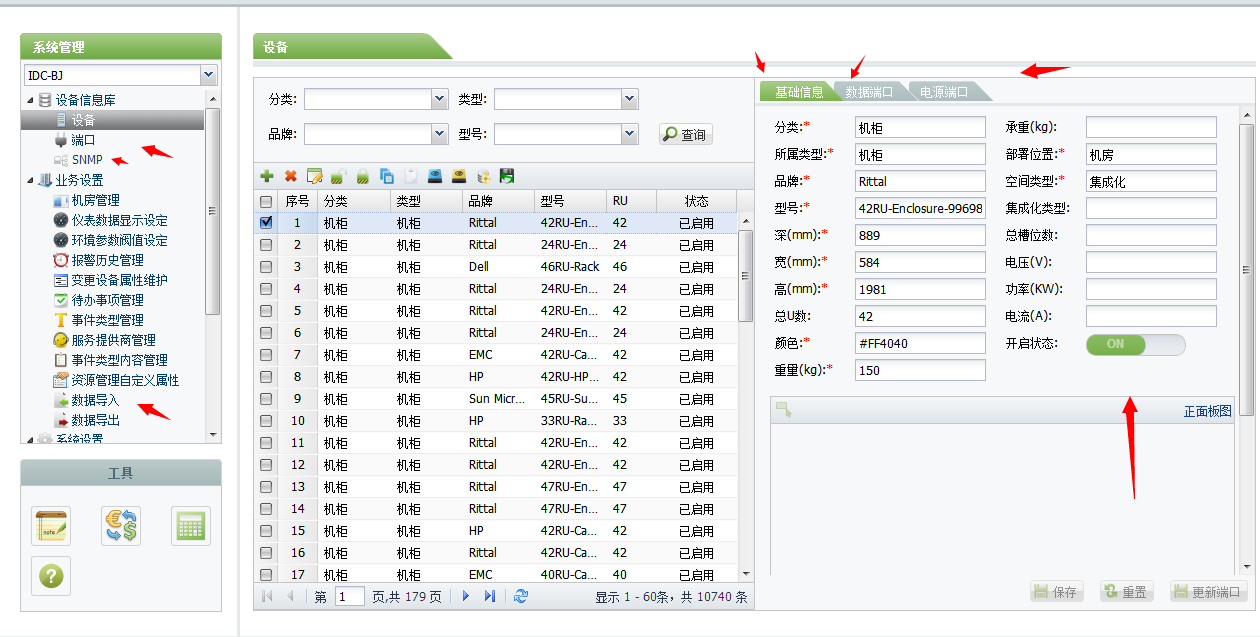 系统管理
IDC-BJ
设备信息库
设备
端口
SNMP
业务设置
机房管理
仪表数据显示设定
环境参数阀值设定
报警历史管理
变更设备属性维护
待办事项管理
事件类型管理
服务提供商管理
事件类型内容管理
资源管理自定义属性
数据导入
数据导出
系统设置
工具
note
设备
分类: 类型:
品牌: 型号: 查询
序号 分类 类型 品牌 型号 RU 状态
1 机柜 机柜 Rittal 42RU-En... 42 已启用
2 机柜 机柜 Rittal 24RU-En... 24 已启用
3 机柜 机柜 Dell 46RU-Rack 46 已启用
4 机柜 机柜 Rittal 24RU-En... 24 已启用
5 机柜 机柜 Rittal 42RU-En... 42 已启用
6 机柜 机柜 Rittal 24RU-En... 24 已启用
7 机柜 机柜 EMC 42RU-Ca... 42 已启用
8 机柜 机柜 HP 42RU-HP... 42 已启用
9 机柜 机柜 Sun Micr... 45RU-Su... 45 已启用
10 机柜 机柜 HP 33RU-Ra... 33 已启用
11 机柜 机柜 Rittal 42RU-En... 42 已启用
12 机柜 机柜 Rittal 42RU-En... 42 已启用
13 机柜 机柜 Rittal 47RU-En... 47 已启用
14 机柜 机柜 Rittal 47RU-En... 47 已启用
15 机柜 机柜 HP 42RU-Ca... 42 已启用
16 机柜 机柜 Rittal 42RU-Ca... 42 已启用
17 机柜 机柜 EMC 40RU-Ca... 40 已启用
第 1 页,共 179 页 显示 1 - 60条，共 10740 条
基础信息 数据端口 电源端口
分类:* 机柜 承重(kg):
所属类型:* 机柜 部署位置:* 机房
品牌:* Rittal 空间类型:* 集成化
型号:* 42RU-Enclosure-99698 集成化类型:
深(mm):* 889 总槽位数:
宽(mm):* 584 电压(V):
高(mm):* 1981 功率(KW):
总U数: 42 电流(A):
颜色:* #FF4040 开启状态: ON
重量(kg):* 150
正面板图
保存 重置 更新端口